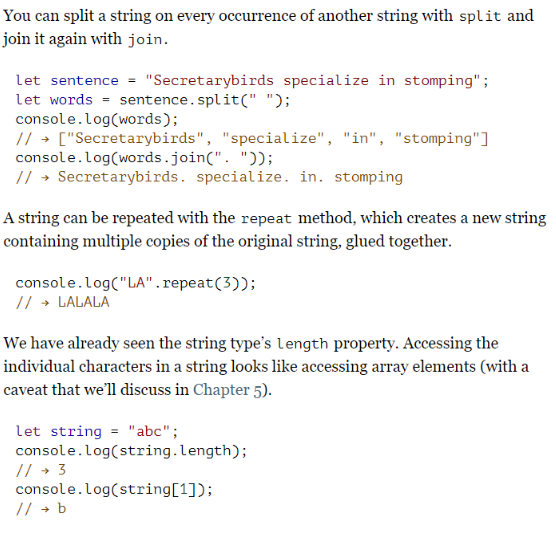 You can split a string on every occurrence of another string with split and
join it again with join.
let sentence = "Secretarybirds specialize in stomping";
let words = sentence.split(" ");
console.log(words);
// → ["Secretarybirds", "specialize", "in", "stomping"]
console.log(words.join(". "));
// → Secretarybirds. specialize. in. stomping
A string can be repeated with the repeat method, which creates a new string
containing multiple copies of the original string, glued together.
console.log("LA".repeat(3));
// → LALALA
We have already seen the string type's length property. Accessing the
individual characters in a string looks like accessing array elements (with a
caveat that we'll discuss in Chapter 5).
let string = "abc";
console.log(string.length);
// → 3
console.log(string[1]);
// → b